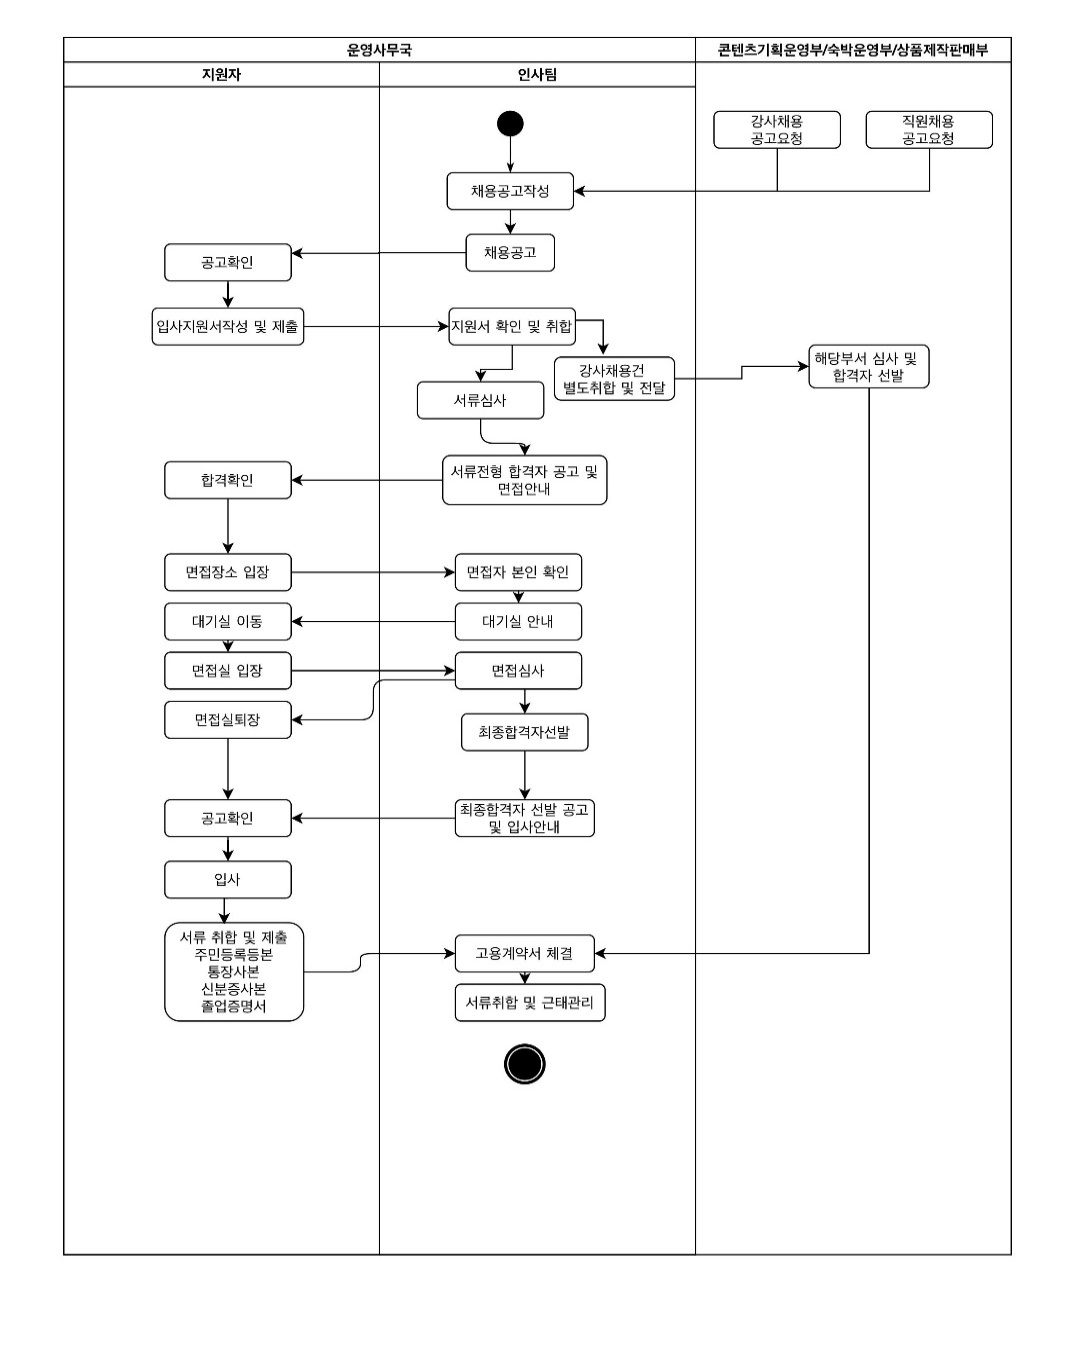 운영사무국
콘텐츠기획운영부/숙박운영부/상품제작판매부
지원자
인사팀
강사채용
공고요청
직원채용
공고요청
채용공고작성
채용공고
공고확인
입사지원서작성 및 제출
지원서 확인 및 취합
강사채용건
별도취합 및 전달
해당부서 심사 및
합격자 선발
서류심사
서류전형 합격자 공고 및
면접안내
합격확인
면접장소 입장
면접자 본인 확인
대기실 이동
대기실 안내
면접실 입장
면접심사
면접실퇴장
최종합격자선발
공고확인
최종합격자 선발 공고
및 입사안내
입사
서류 취합 및 제출
주민등록등본
통장사본
신분증사본
졸업증명서
고용계약서 체결
서류취합 및 근태관리